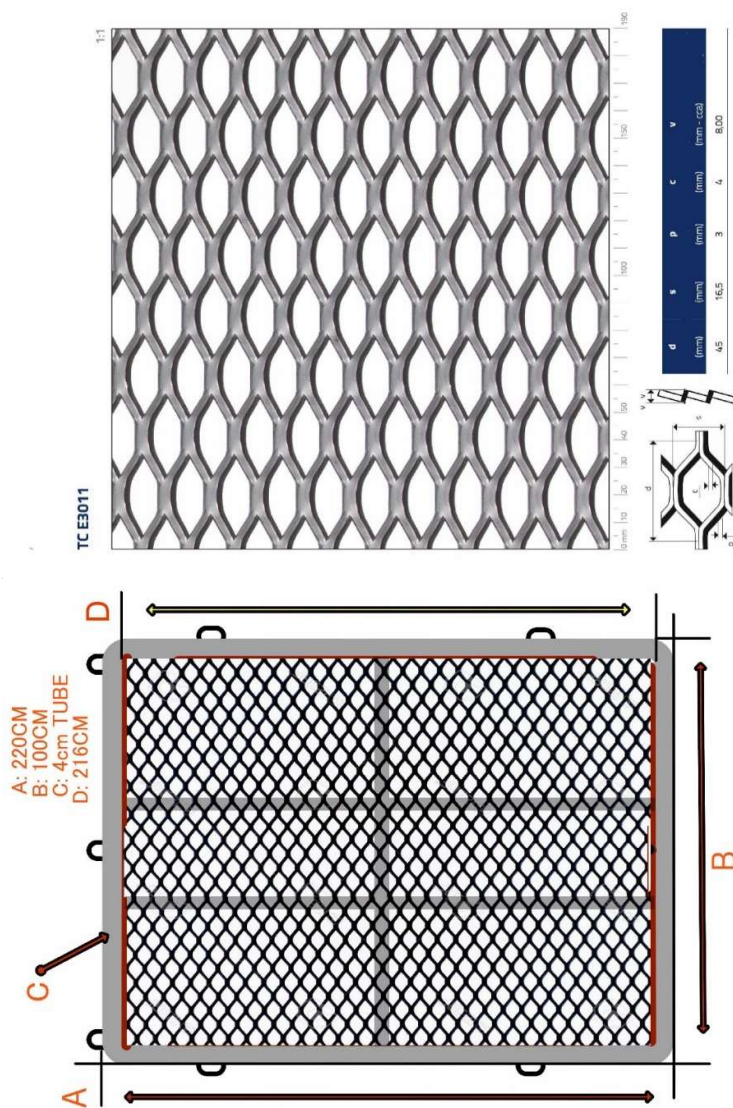 TC E3011
1:1
0 mm 10 20 30 40 50 100 150 190
d s p c v
(mm) (mm) (mm) (mm) (mm - cca)
45 16,5 3 4 8,00
d
s
c
p
v
v
A: 220CM
B: 100CM
C: 4cm TUBE
D: 216CM
A
B
C
D